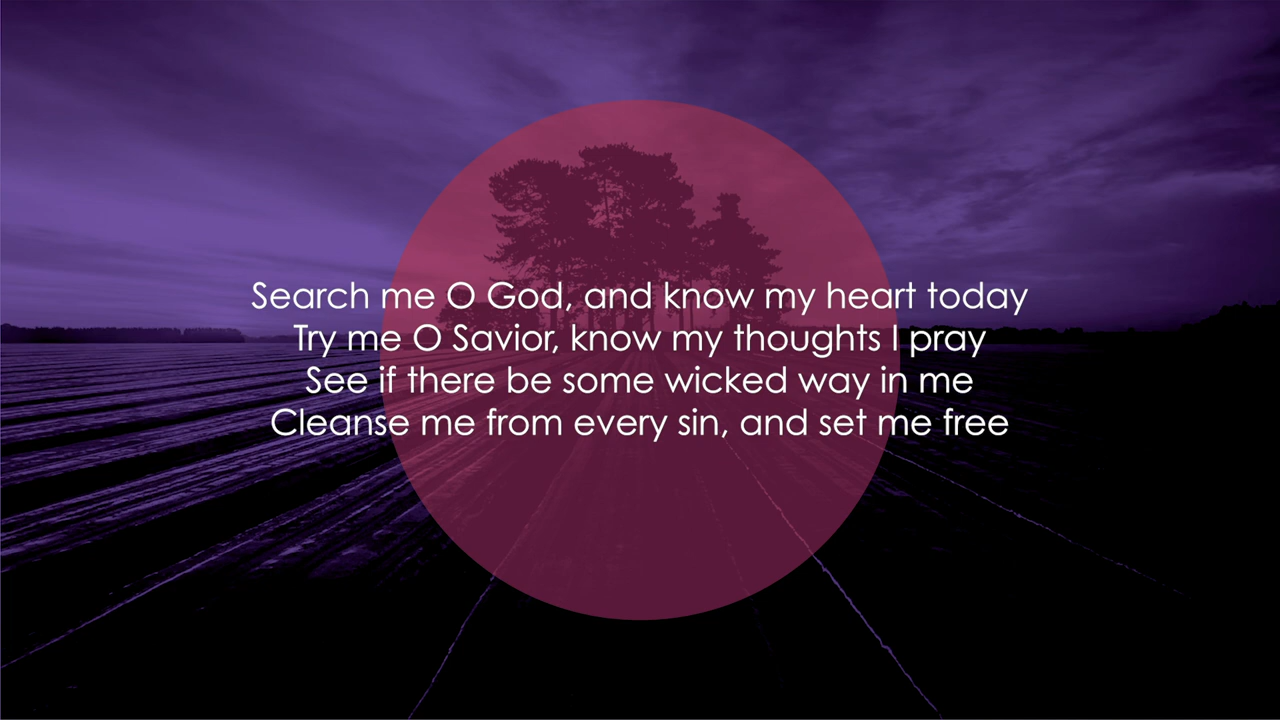 Search me O God, and know my heart today
Try me O Savior, know my thoughts I pray
See if there be some wicked way in me
Cleanse me from every sin, and set me free